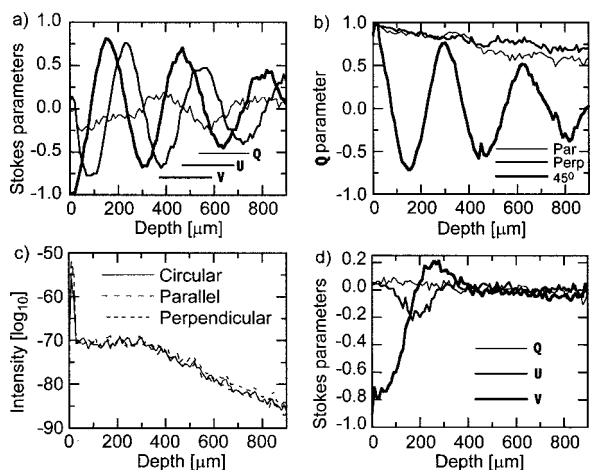 a)
Stokes parameters
1.0
0.5
0.0
-0.5
-1.0
Q
U
V
0 200 400 600 800
Depth [μm]
b)
Q parameter
1.0
0.5
0.0
-0.5
-1.0
Par
Perp
45º
0 200 400 600 800
Depth [μm]
c)
Intensity [log10]
-50
-60
-70
-80
-90
Circular
Parallel
Perpendicular
0 200 400 600 800
Depth [μm]
d)
Stokes parameters
0.2
0.0
-0.2
-0.4
-0.6
-0.8
-1.0
Q
U
V
0 200 400 600 800
Depth [μm]